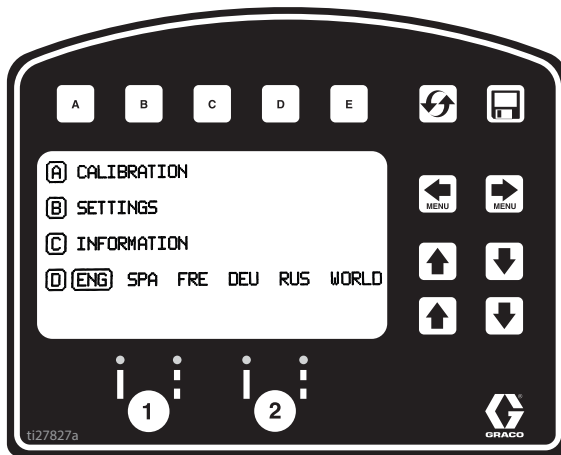 A B C D E
A CALIBRATION
MENU MENU
B SETTINGS
C INFORMATION
D ENG SPA FRE DEU RUS WORLD
1 2
ti27827a
GRACO